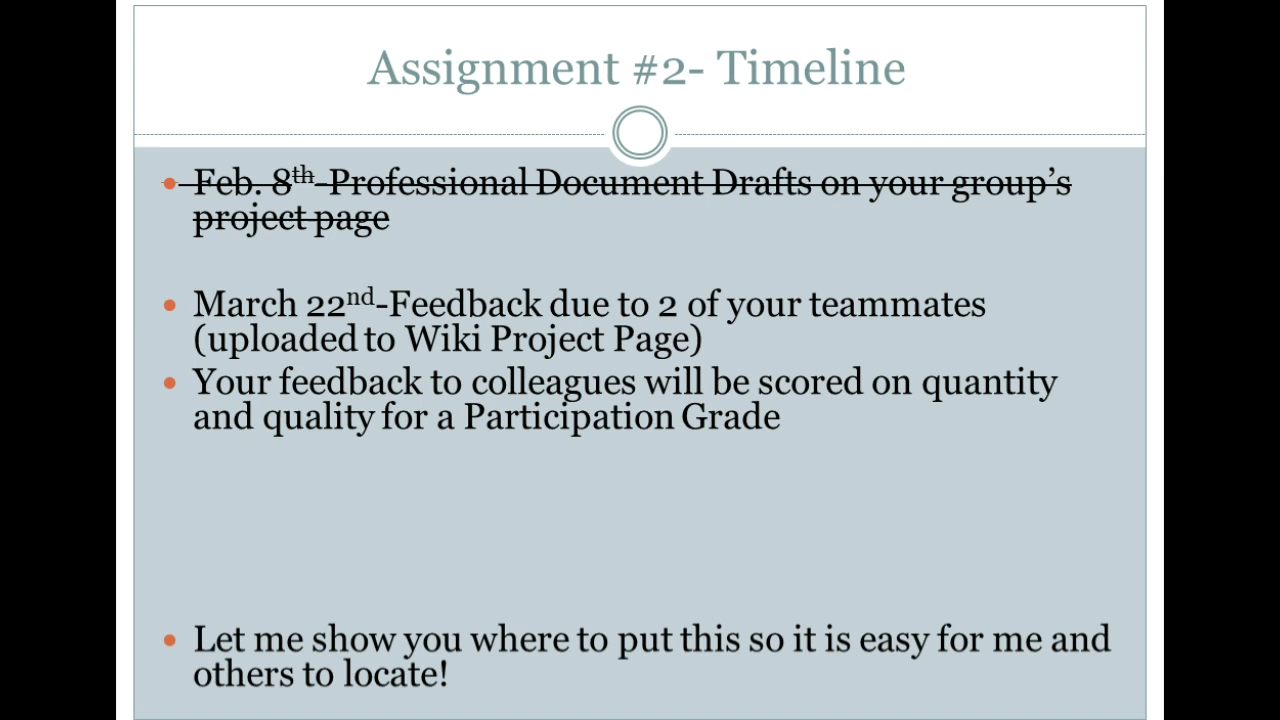 Assignment #2- Timeline
• Feb. 8th-Professional Document Drafts on your group's
project page
• March 22nd-Feedback due to 2 of your teammates
(uploaded to Wiki Project Page)
• Your feedback to colleagues will be scored on quantity
and quality for a Participation Grade
• Let me show you where to put this so it is easy for me and
others to locate!